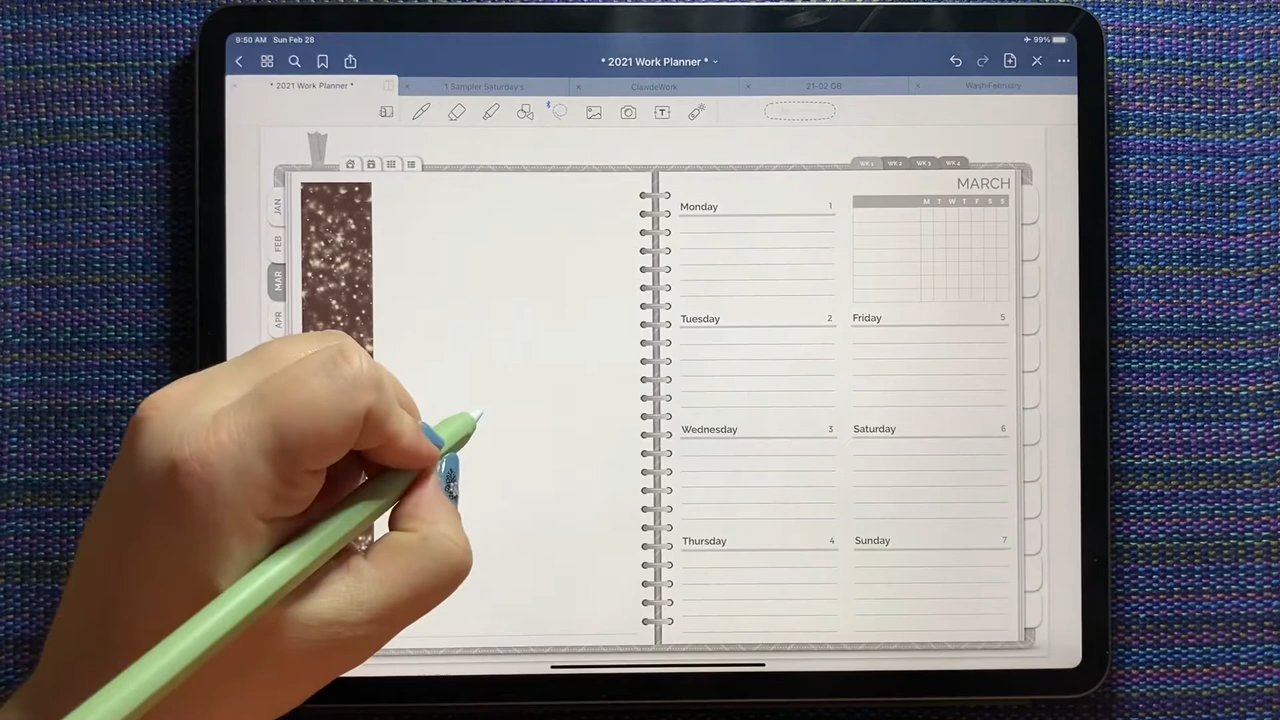 9:50 AM Sun Feb 28
99%
* 2021 Work Planner *
* 2021 Work Planner *
1 Sampler Saturday's
ClawdeWork
21-02 GB
WashiFebruary
T
WK 1
WK 2
WK 3
WK 4
JAN
FEB
MAR
APR
MARCH
M T W T F S S
Monday 1
Tuesday 2
Friday 5
Wednesday 3
Saturday 6
Thursday 4
Sunday 7